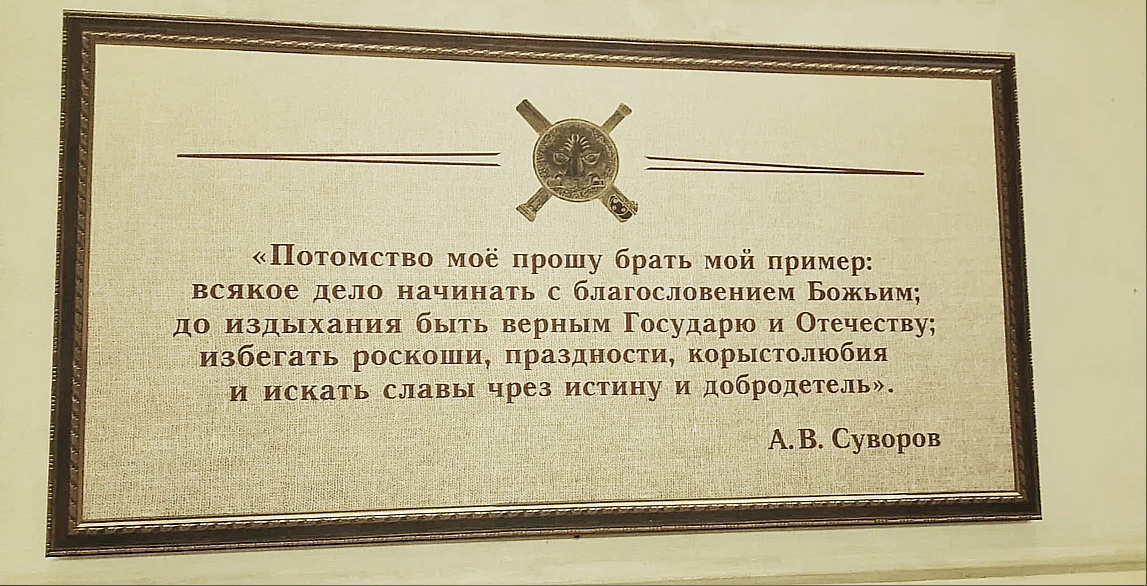 «Потомство моё прошу брать мой пример:
всякое дело начинать с благословением Божьим;
до издыхания быть верным Государю и Отечеству;
избегать роскоши, праздности, корыстолюбия
и искать славы чрез истину и добродетель».
А. В. Суворов